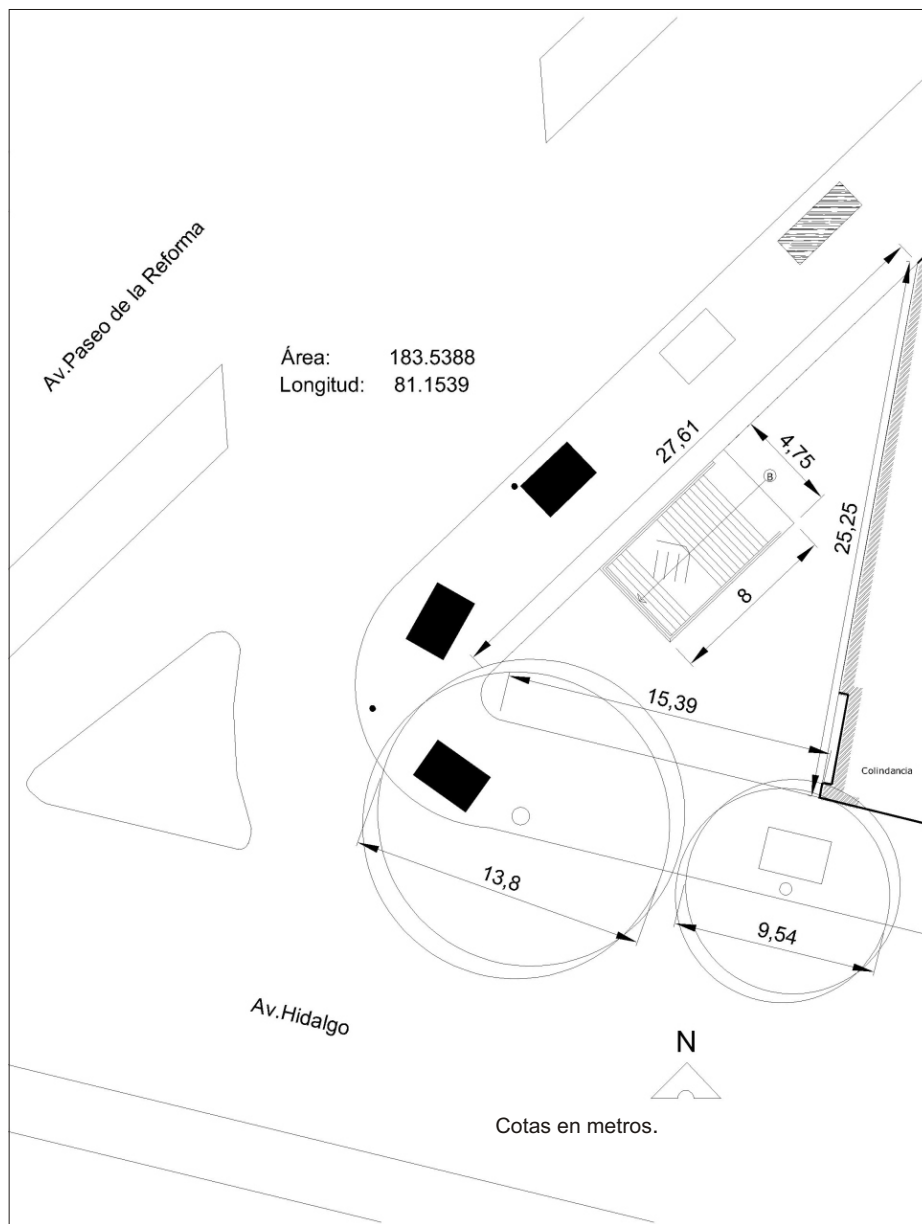 Av.Paseo de la Reforma
Área: 183.5388
Longitud: 81.1539
27,61
4,75
B
25,25
8
15,39
Colindancia
13,8
9,54
Av.Hidalgo
N
Cotas en metros.